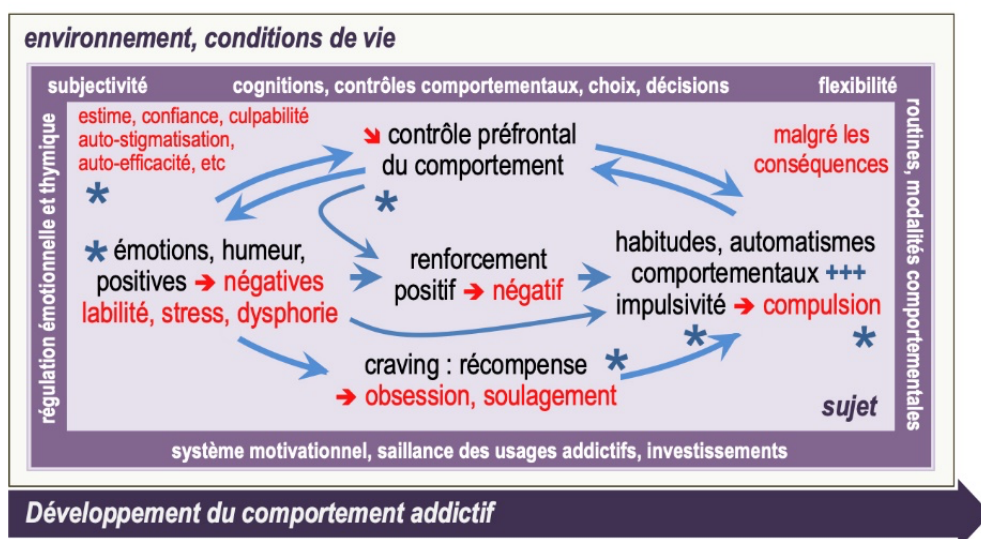 environnement, conditions de vie
subjectivité
cognitions, contrôles comportementaux, choix, décisions
flexibilité
régulation émotionnelle et thymique
estime, confiance, culpabilité
auto-stigmatisation,
auto-efficacité, etc
*
➔ contrôle préfrontal
du comportement
*
malgré les
conséquences
routines, modalités comportementales
* émotions, humeur,
positives ➔ négatives
labilité, stress, dysphorie
renforcement
positif ➔ négatif
habitudes, automatismes
comportementaux +++
impulsivité ➔ compulsion
*
*
craving : récompense *
➔ obsession, soulagement
sujet
système motivationnel, saillance des usages addictifs, investissements
Développement du comportement addictif